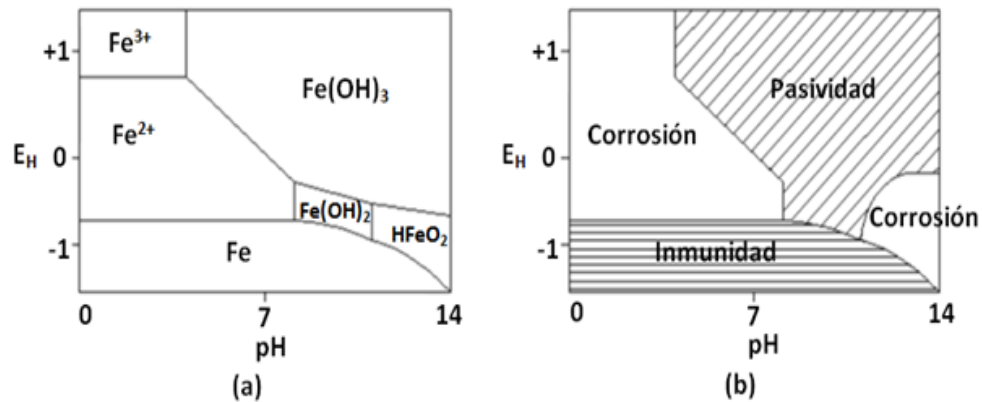 +1
Fe³⁺
Fe(OH)₃
Fe²⁺
E_H 0
Fe(OH)₂
HFeO₂
-1
Fe
0
7
14
pH
(a)
+1
Pasividad
Corrosión
E_H 0
Corrosión
-1
Inmunidad
0
7
14
pH
(b)